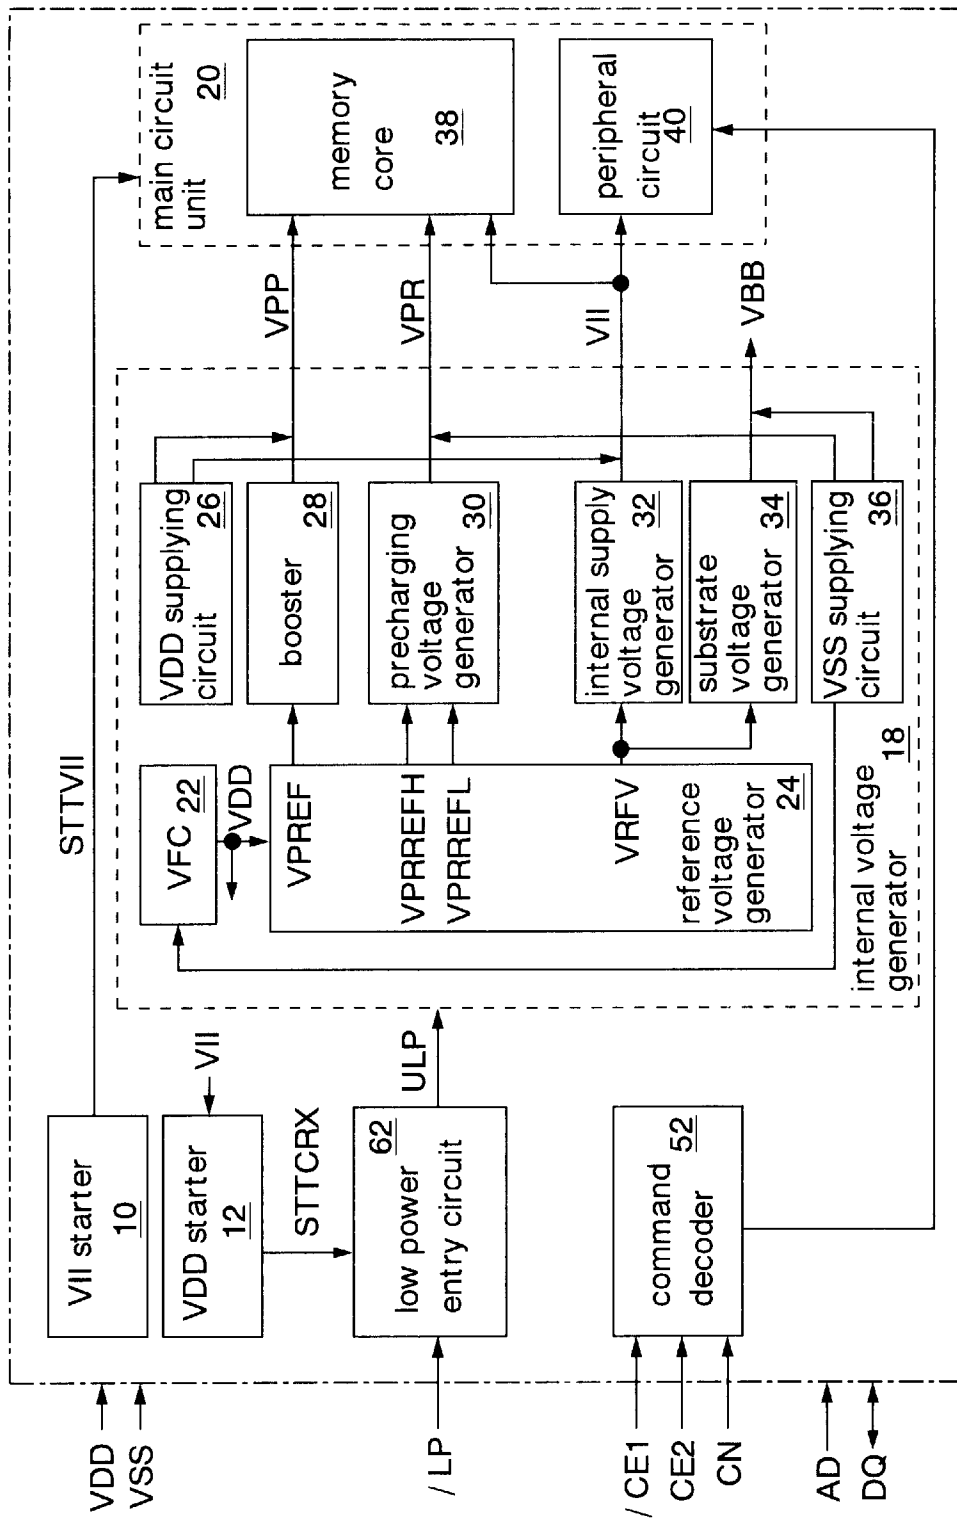 VDD
VSS
/ LP
/ CE1
CE2
CN
AD
DQ
VII starter
10
VDD starter
12
VII
STTCRX
low power
entry circuit
62
ULP
command
decoder
52
STTVII
VFC 22
VDD
VPREF
VPRREFH
VPRREFL
VRFV
reference
voltage
generator 24
internal voltage
generator 18
VDD supplying
circuit 26
booster 28
precharging
voltage
generator 30
internal supply
voltage
generator 32
substrate
voltage
generator 34
VSS supplying
circuit 36
VPP
VPR
VII
VBB
main circuit
unit 20
memory
core 38
peripheral
circuit
40